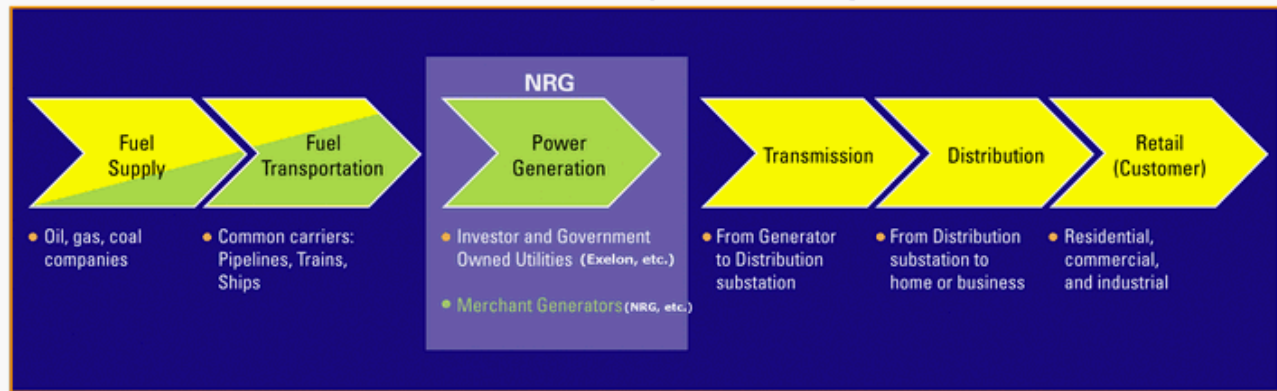 NRG
Fuel
Supply
Fuel
Transportation
Power
Generation
Transmission
Distribution
Retail
(Customer)
• Oil, gas, coal
companies
• Common carriers:
Pipelines, Trains,
Ships
• Investor and Government
Owned Utilities (Exelon, etc.)
• Merchant Generators (NRG, etc.)
• From Generator
to Distribution
substation
• From Distribution
substation to
home or business
• Residential,
commercial,
and industrial